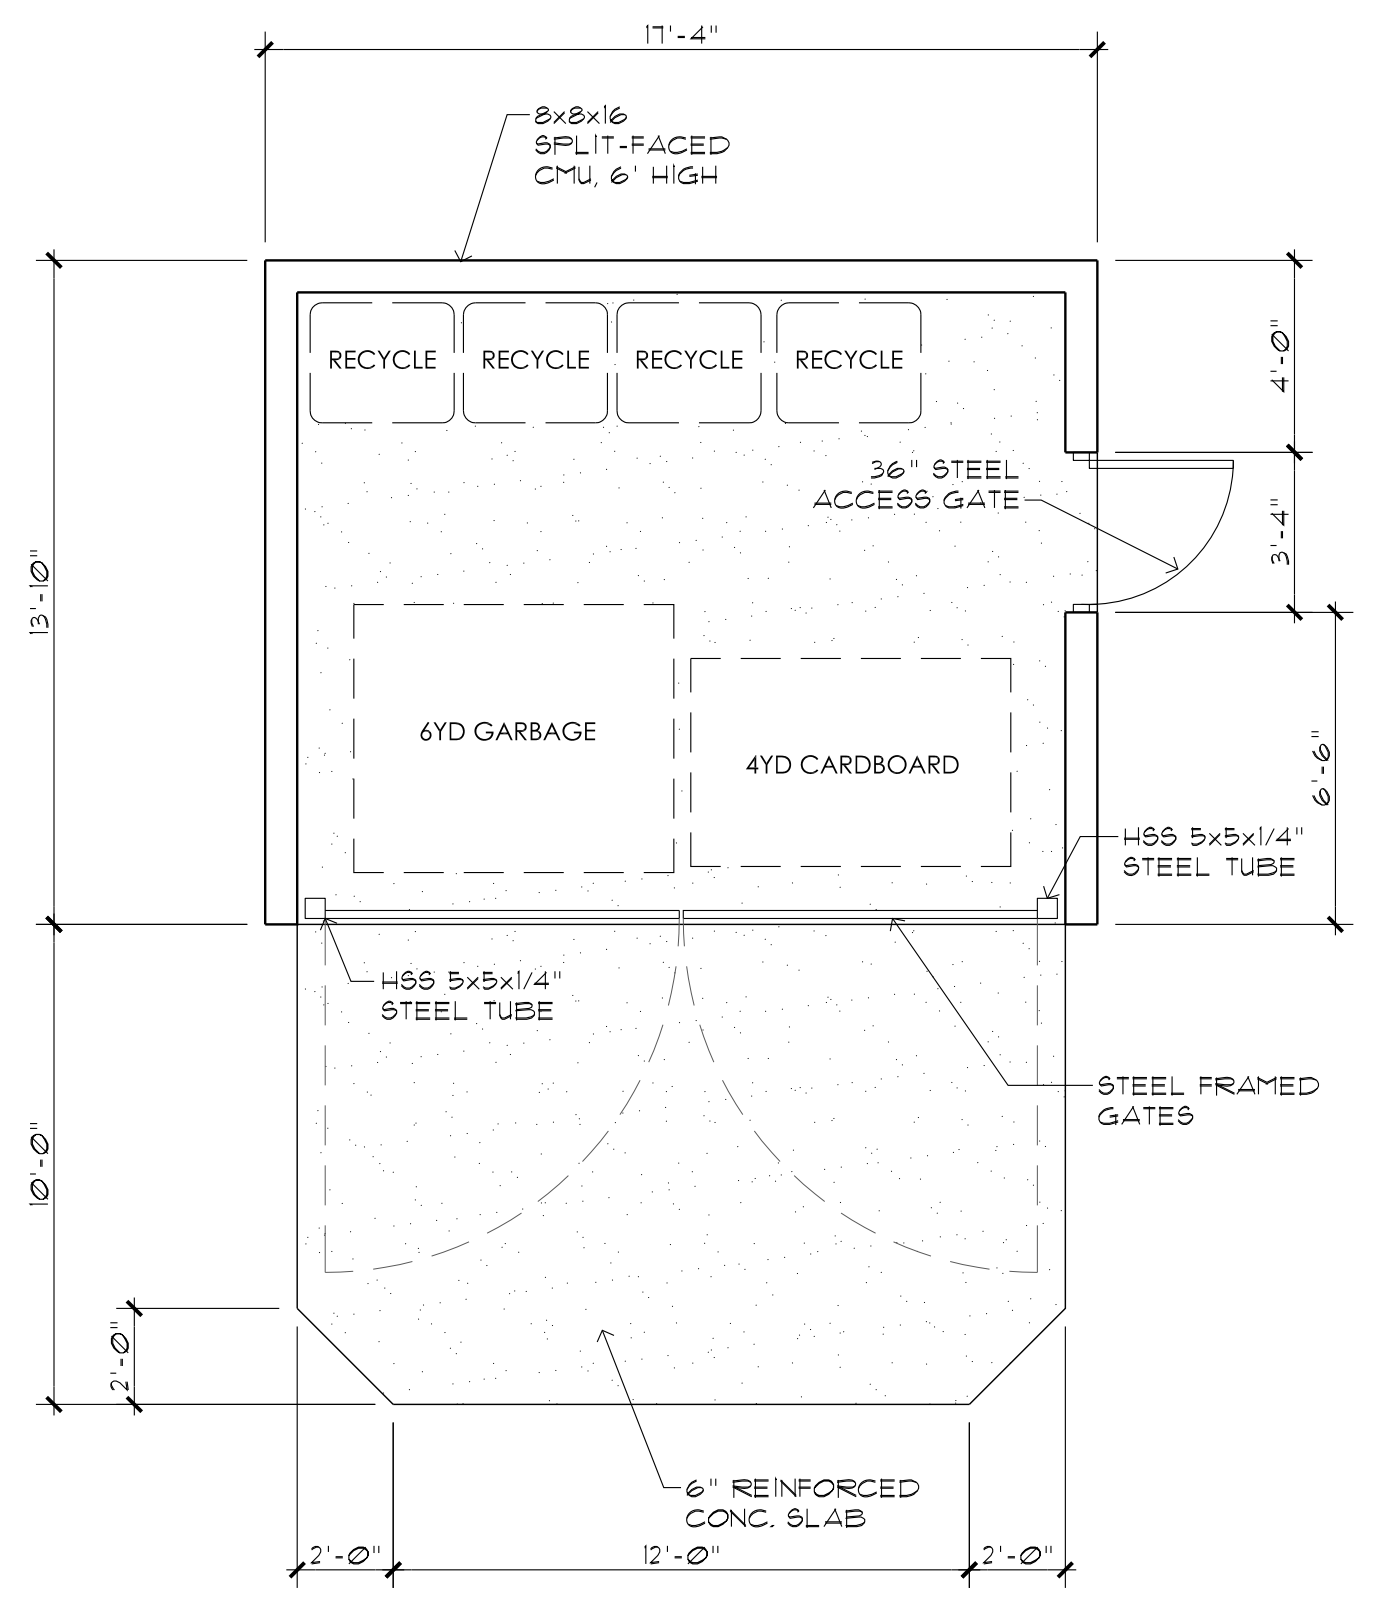 17'-4"
8x8x16
SPLIT-FACED
CMU, 6' HIGH
RECYCLE RECYCLE RECYCLE RECYCLE
4'-0"
36" STEEL
ACCESS GATE
3'-4"
13'-10"
6YD GARBAGE
4YD CARDBOARD
6'-6"
HSS 5x5x1/4"
STEEL TUBE
HSS 5x5x1/4"
STEEL TUBE
STEEL FRAMED
GATES
10'-0"
2'-0"
6" REINFORCED
CONC. SLAB
2'-0" 12'-0" 2'-0"